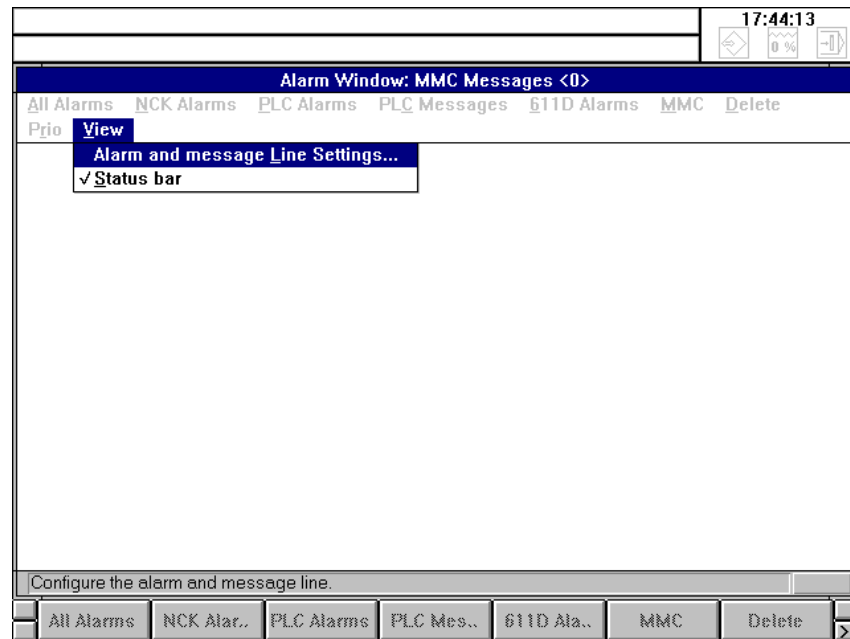 17:44:13
0 %
Alarm Window: MMC Messages <0>
All Alarms NCK Alarms PLC Alarms PLC Messages 611D Alarms MMC Delete
Prio View
Alarm and message Line Settings...
√ Status bar
Configure the alarm and message line.
All Alarms NCK Alar.. PLC Alarms PLC Mes.. 611D Ala.. MMC Delete >